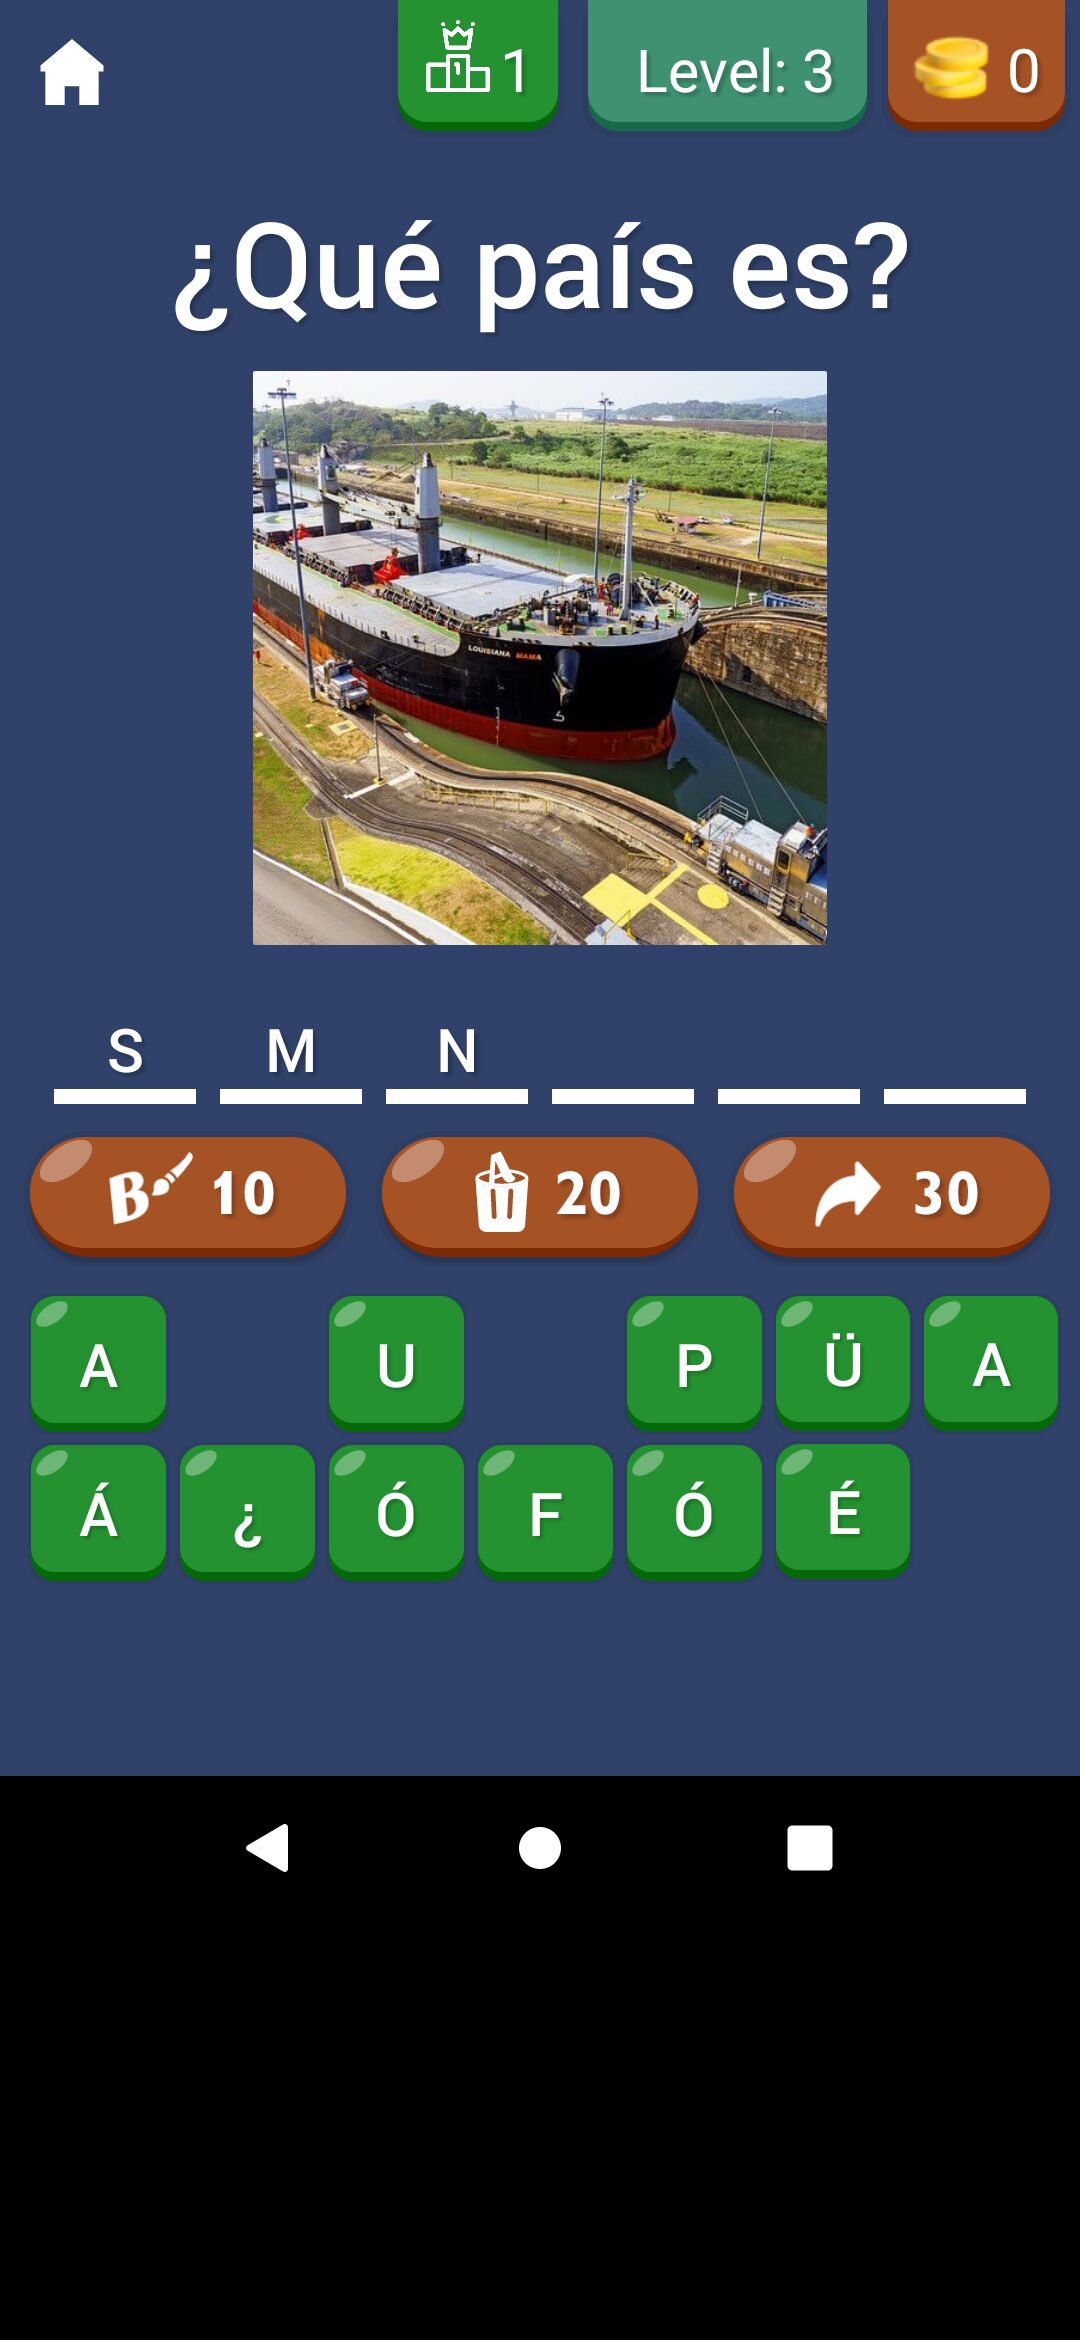 1 Level: 3 0
¿Qué país es?
LOUISIANA MAMA
S M N
B 10 20 30
A U P Ü A
Á ¿ Ó F Ó É